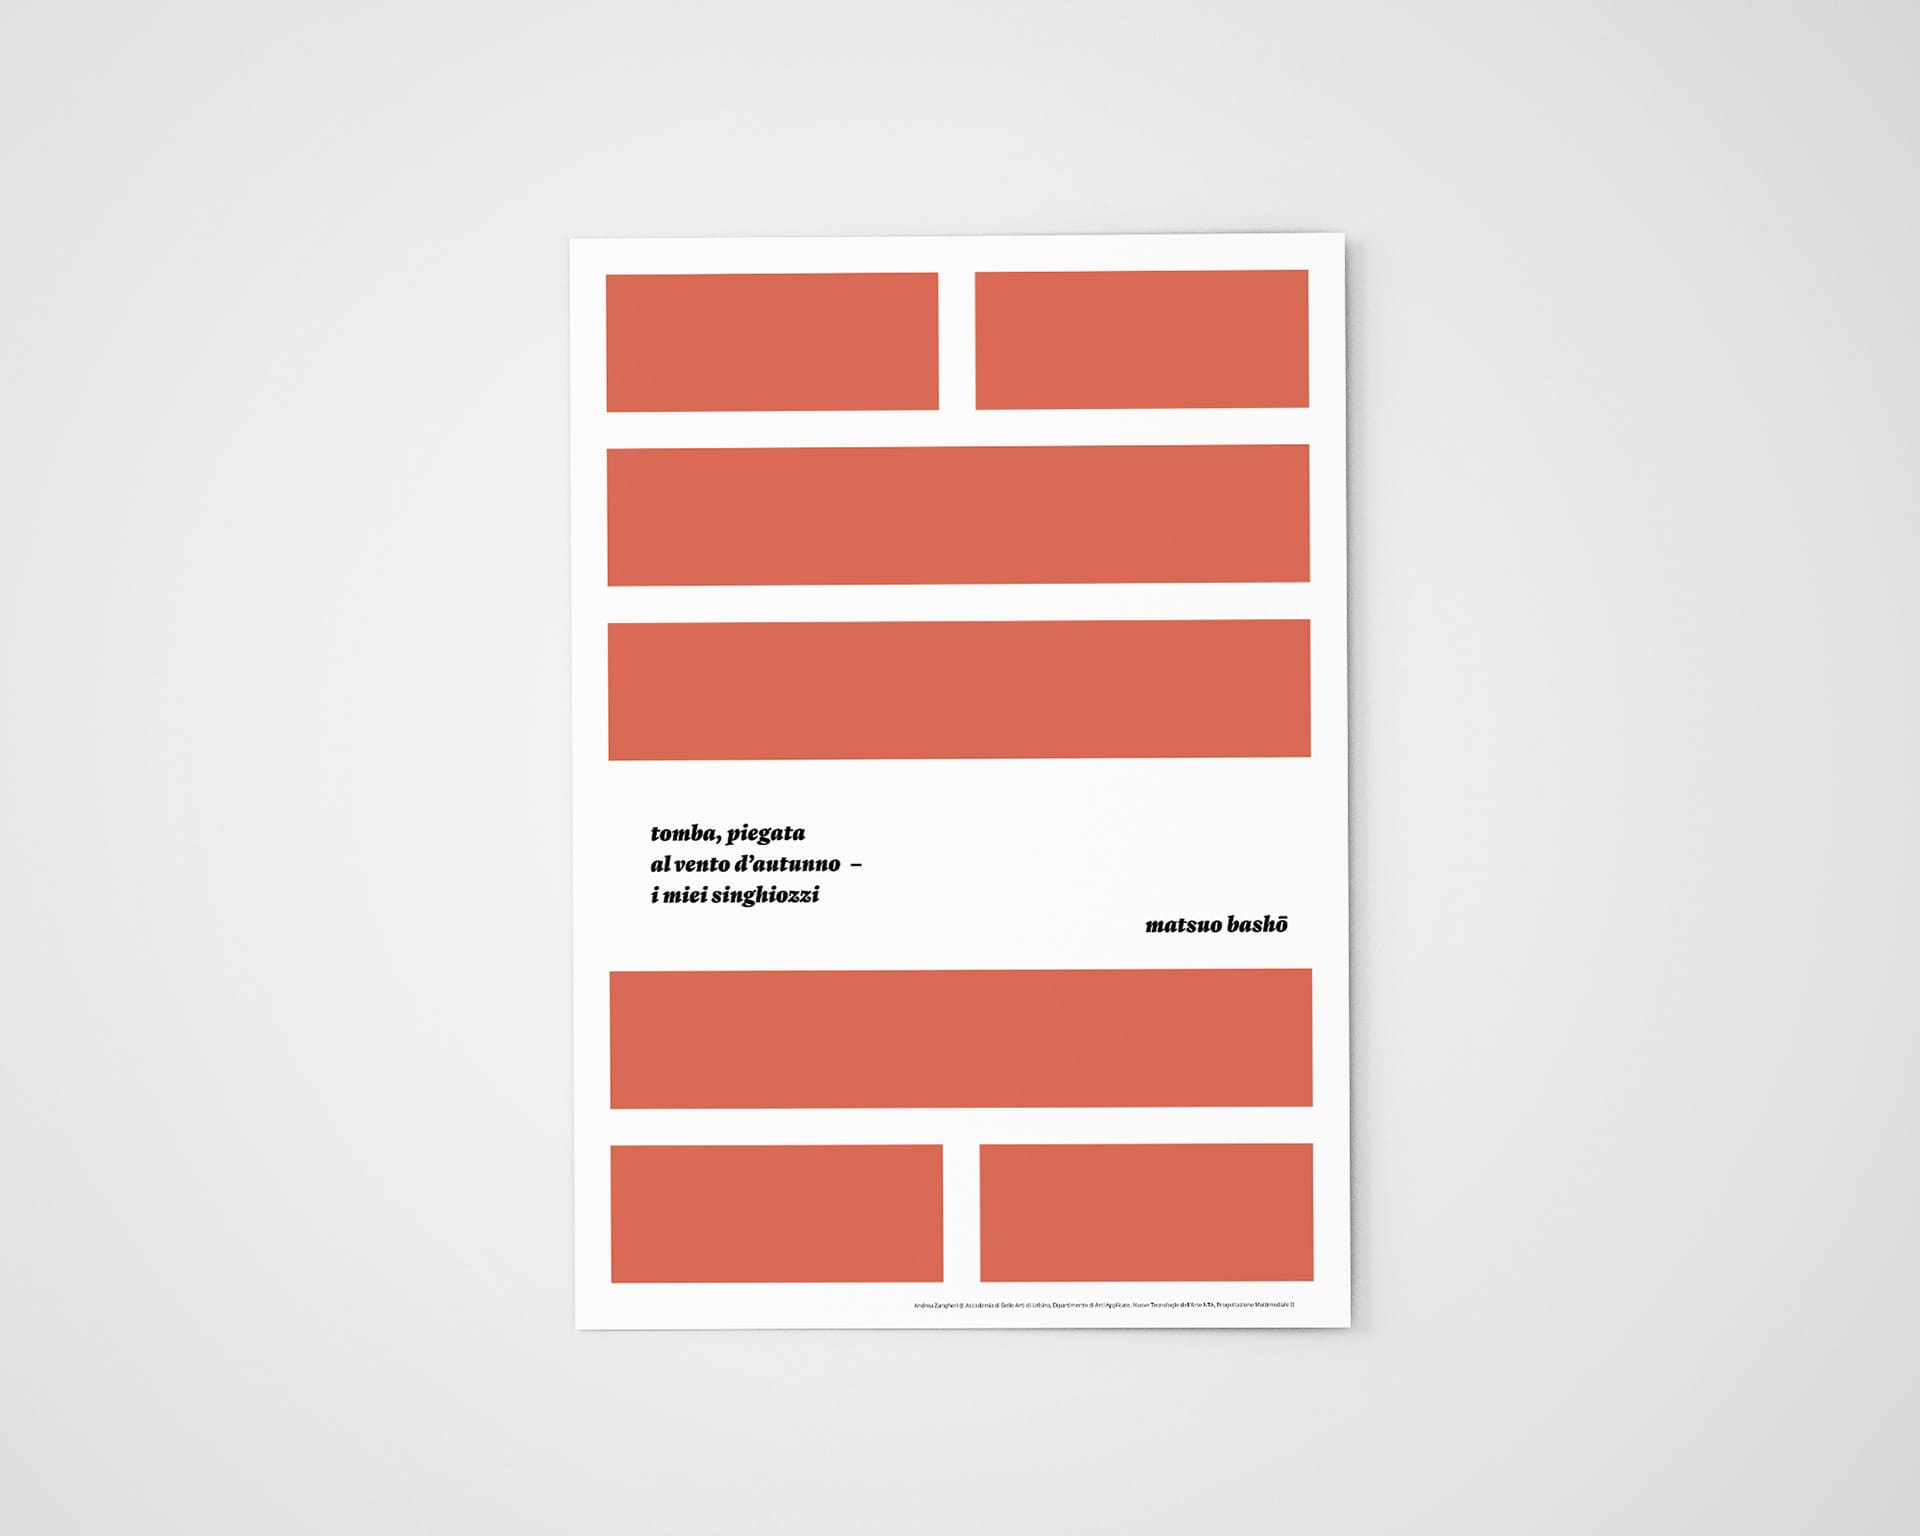 tomba, piegata
al vento d’autunno –
i miei singhiozzi
matsuo bashō
Andrea Zangheri @ Accademia di Belle Arti di Urbino, Dipartimento di Arti Applicate, Nuove Tecnologie dell'Arte NTA, Progettazione Multimediale II